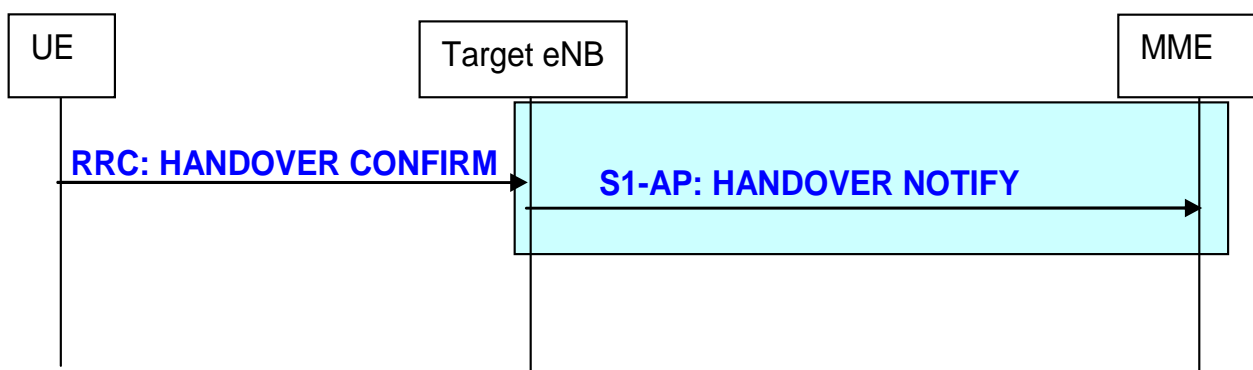 UE
Target eNB
MME
RRC: HANDOVER CONFIRM
S1-AP: HANDOVER NOTIFY